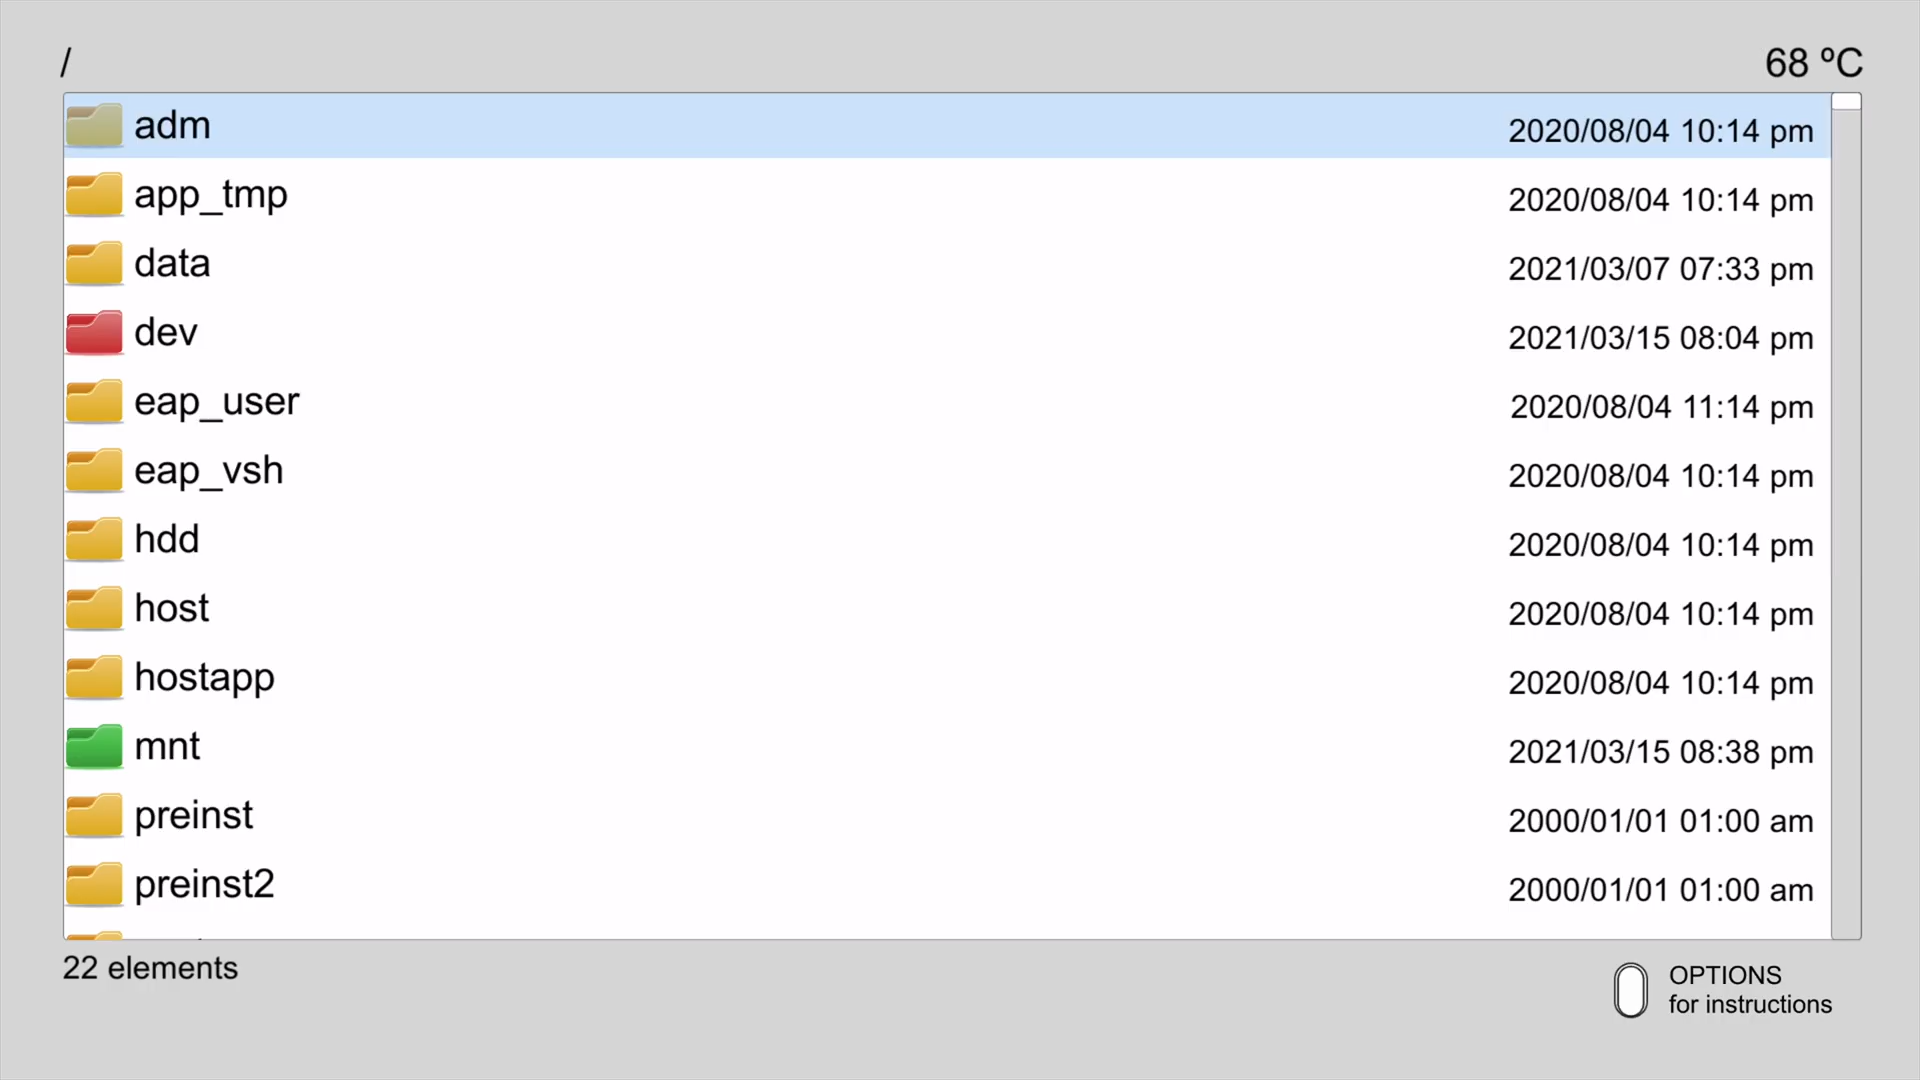 /
68 ºC
adm 2020/08/04 10:14 pm
app_tmp 2020/08/04 10:14 pm
data 2021/03/07 07:33 pm
dev 2021/03/15 08:04 pm
eap_user 2020/08/04 11:14 pm
eap_vsh 2020/08/04 10:14 pm
hdd 2020/08/04 10:14 pm
host 2020/08/04 10:14 pm
hostapp 2020/08/04 10:14 pm
mnt 2021/03/15 08:38 pm
preinst 2000/01/01 01:00 am
preinst2 2000/01/01 01:00 am
22 elements
OPTIONS
for instructions